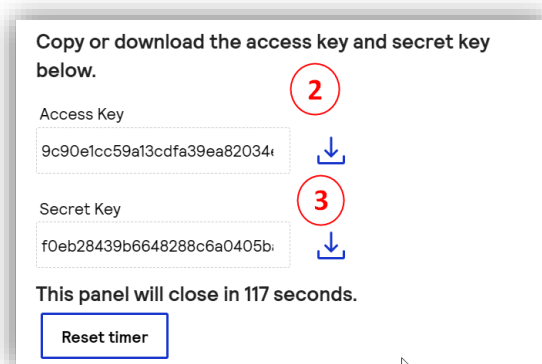 Copy or download the access key and secret key
below.
2
Access Key
9c90e1cc59a13cdfa39ea82034
3
Secret Key
f0eb28439b6648288c6a0405b
This panel will close in 117 seconds.
Reset timer